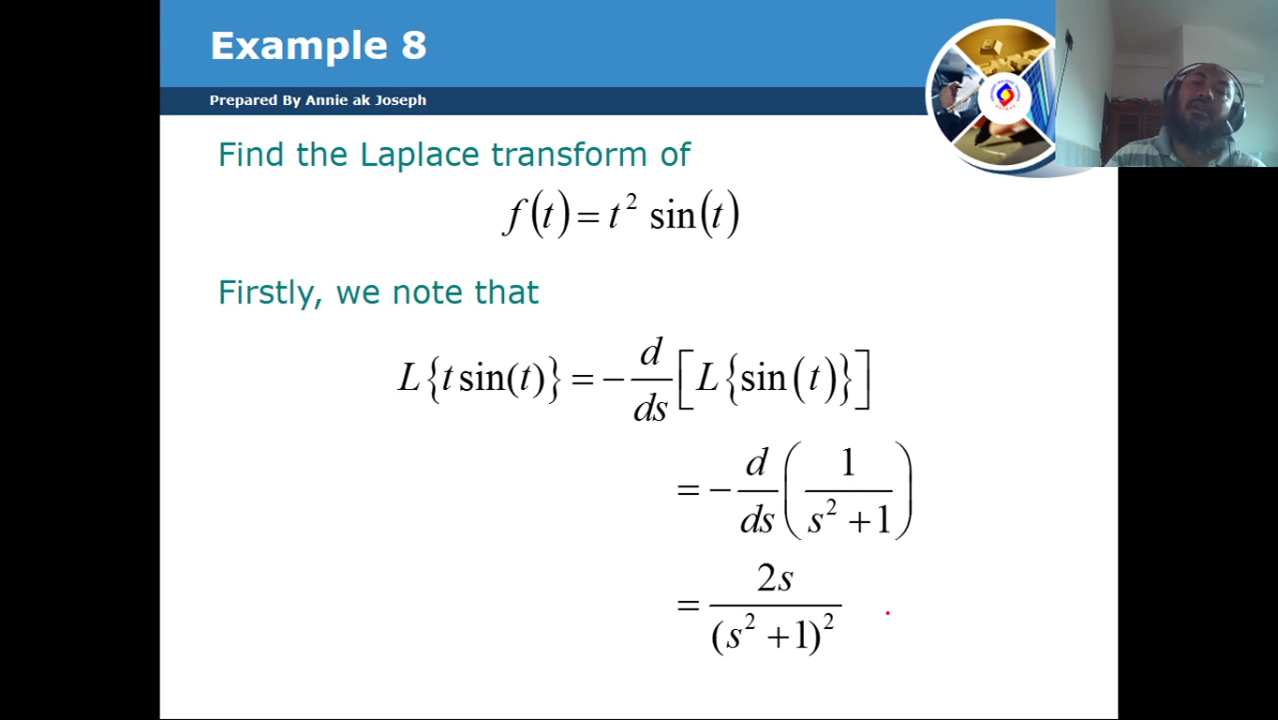 Example 8
Prepared By Annie ak Joseph
Find the Laplace transform of
f(t) = t² sin(t)
Firstly, we note that
L{t sin(t)} = − d/ds [L{sin(t)}]
= − d/ds (1/(s² + 1))
= 2s/(s² + 1)²